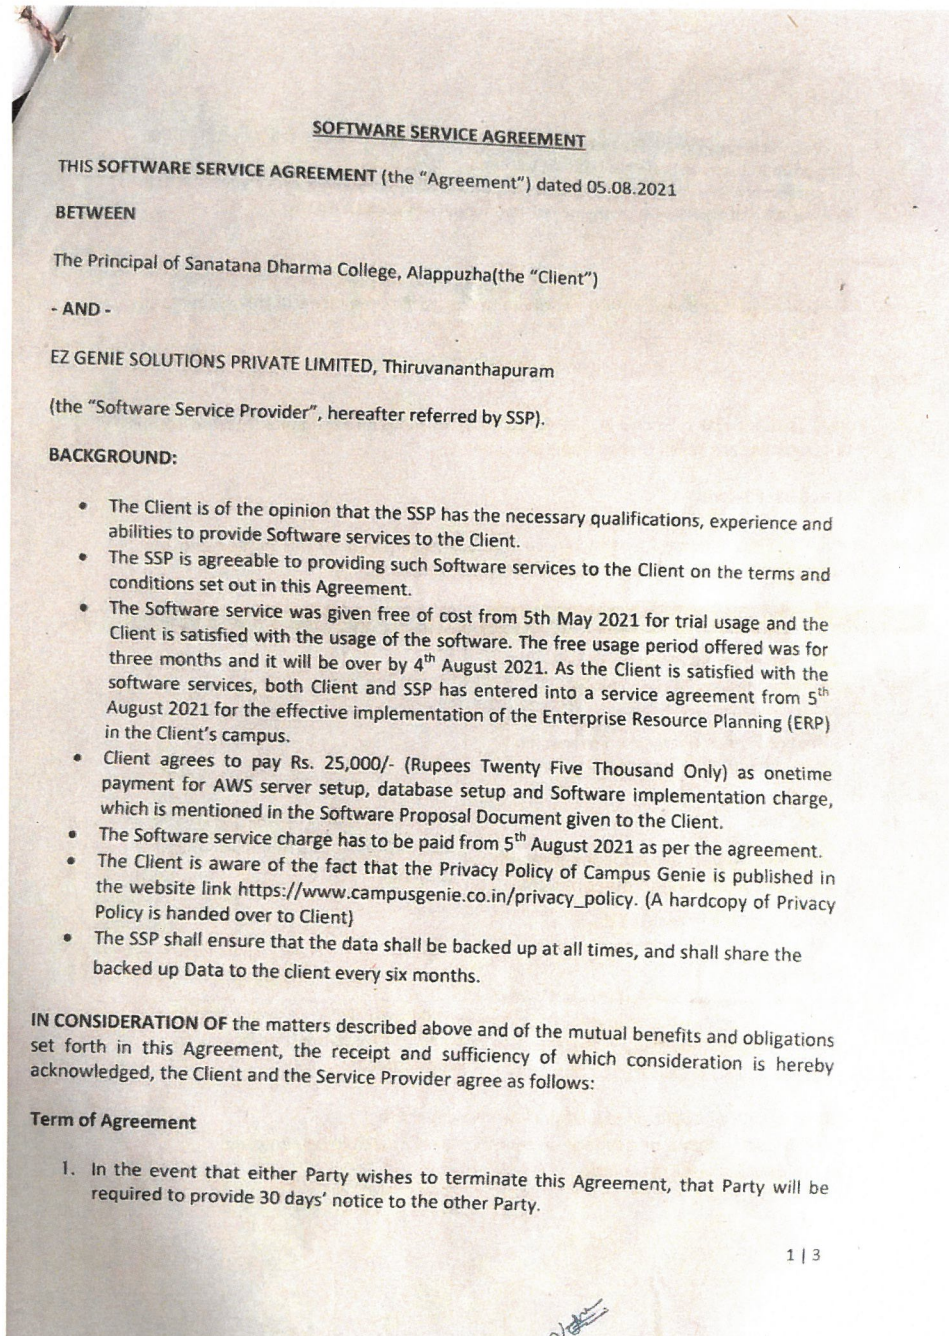 SOFTWARE SERVICE AGREEMENT
THIS SOFTWARE SERVICE AGREEMENT (the “Agreement”) dated 05.08.2021
BETWEEN
The Principal of Sanatana Dharma College, Alappuzha(the “Client”)
- AND -
EZ GENIE SOLUTIONS PRIVATE LIMITED, Thiruvananthapuram
(the “Software Service Provider”, hereafter referred by SSP).
BACKGROUND:
• The Client is of the opinion that the SSP has the necessary qualifications, experience and
abilities to provide Software services to the Client.
• The SSP is agreeable to providing such Software services to the Client on the terms and
conditions set out in this Agreement.
• The Software service was given free of cost from 5th May 2021 for trial usage and the
Client is satisfied with the usage of the software. The free usage period offered was for
three months and it will be over by 4th August 2021. As the Client is satisfied with the
software services, both Client and SSP has entered into a service agreement from 5th
August 2021 for the effective implementation of the Enterprise Resource Planning (ERP)
in the Client’s campus.
• Client agrees to pay Rs. 25,000/- (Rupees Twenty Five Thousand Only) as onetime
payment for AWS server setup, database setup and Software implementation charge,
which is mentioned in the Software Proposal Document given to the Client.
• The Software service charge has to be paid from 5th August 2021 as per the agreement.
• The Client is aware of the fact that the Privacy Policy of Campus Genie is published in
the website link https://www.campusgenie.co.in/privacy_policy. (A hardcopy of Privacy
Policy is handed over to Client)
• The SSP shall ensure that the data shall be backed up at all times, and shall share the
backed up Data to the client every six months.
IN CONSIDERATION OF the matters described above and of the mutual benefits and obligations
set forth in this Agreement, the receipt and sufficiency of which consideration is hereby
acknowledged, the Client and the Service Provider agree as follows:
Term of Agreement
1. In the event that either Party wishes to terminate this Agreement, that Party will be
required to provide 30 days’ notice to the other Party.
1 | 3